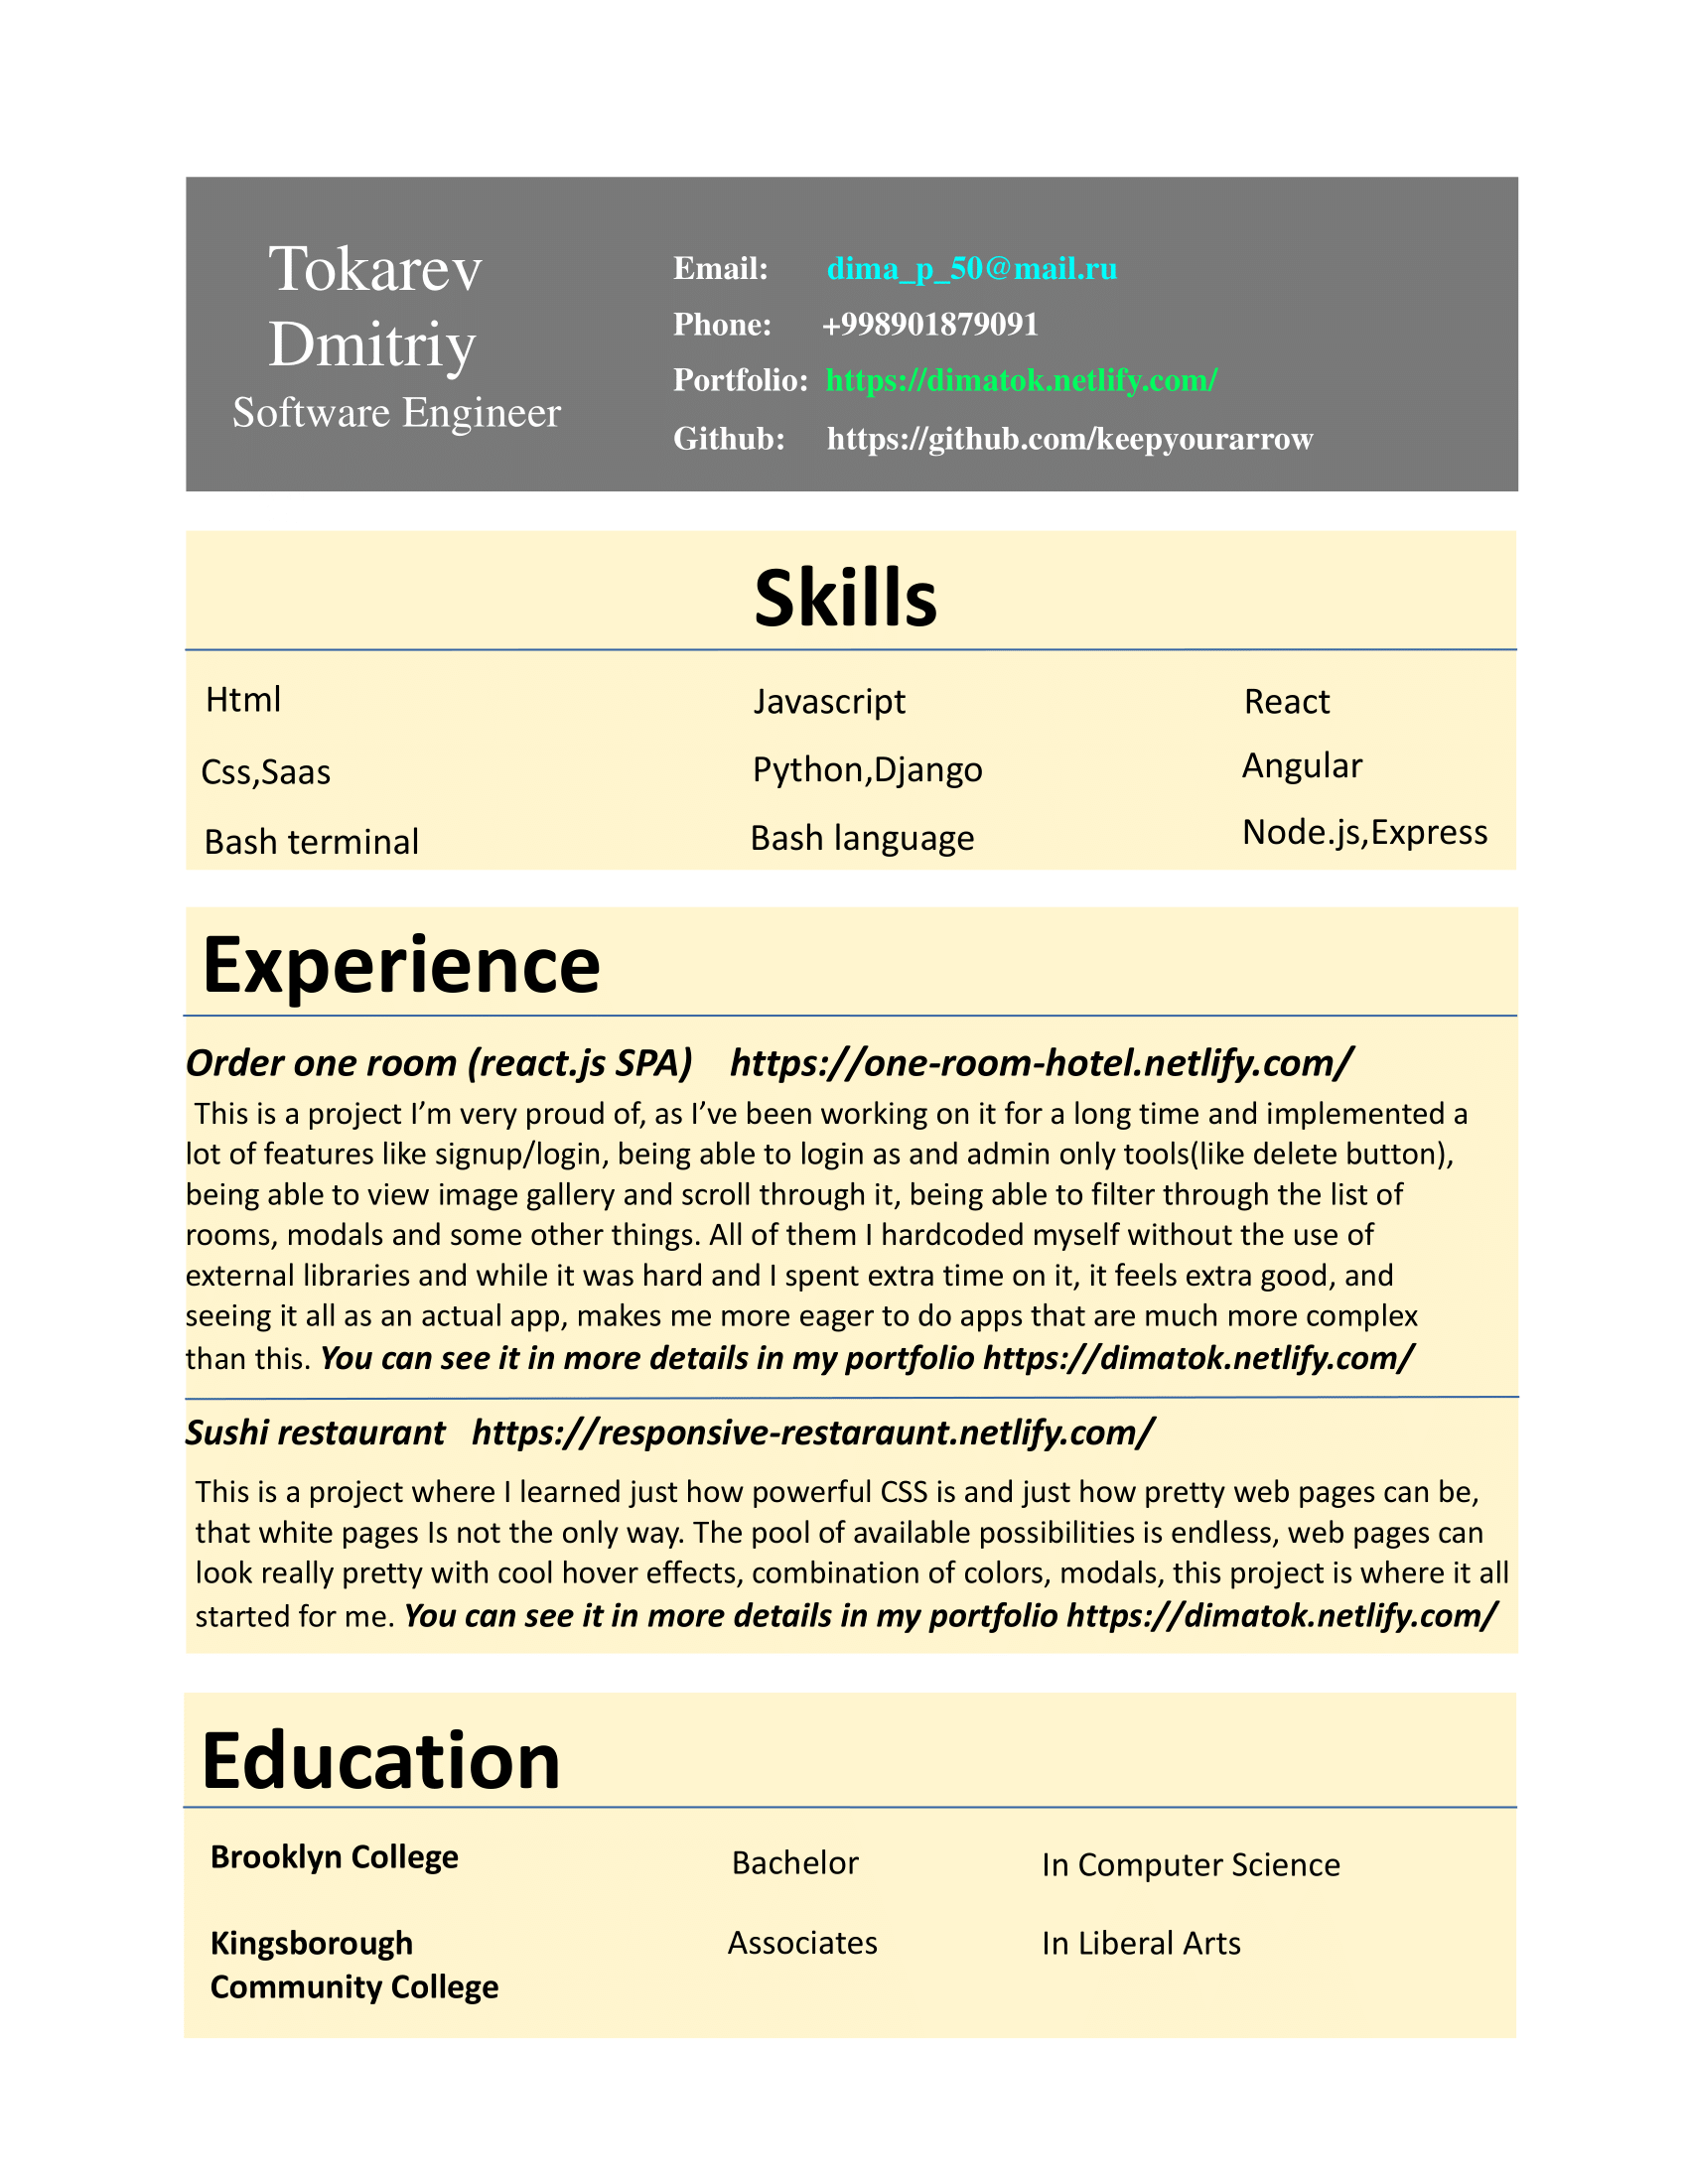 Tokarev
Dmitriy
Software Engineer
Email: dima_p_50@mail.ru
Phone: +998901879091
Portfolio: https://dimatok.netlify.com/
Github: https://github.com/keepyourarrow
Skills
Html Javascript React
Css,Saas Python,Django Angular
Bash terminal Bash language Node.js,Express
Experience
Order one room (react.js SPA) https://one-room-hotel.netlify.com/
This is a project I’m very proud of, as I’ve been working on it for a long time and implemented a
lot of features like signup/login, being able to login as and admin only tools(like delete button),
being able to view image gallery and scroll through it, being able to filter through the list of
rooms, modals and some other things. All of them I hardcoded myself without the use of
external libraries and while it was hard and I spent extra time on it, it feels extra good, and
seeing it all as an actual app, makes me more eager to do apps that are much more complex
than this. You can see it in more details in my portfolio https://dimatok.netlify.com/
Sushi restaurant https://responsive-restaraunt.netlify.com/
This is a project where I learned just how powerful CSS is and just how pretty web pages can be,
that white pages Is not the only way. The pool of available possibilities is endless, web pages can
look really pretty with cool hover effects, combination of colors, modals, this project is where it all
started for me. You can see it in more details in my portfolio https://dimatok.netlify.com/
Education
Brooklyn College Bachelor In Computer Science
Kingsborough Associates In Liberal Arts
Community College